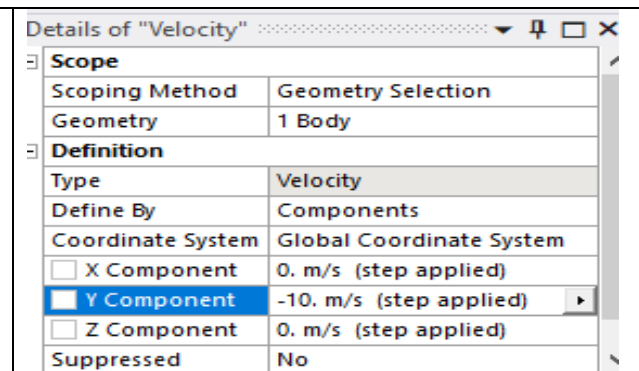 Details of "Velocity"
Scope
Scoping Method Geometry Selection
Geometry 1 Body
Definition
Type Velocity
Define By Components
Coordinate System Global Coordinate System
X Component 0. m/s (step applied)
Y Component -10. m/s (step applied)
Z Component 0. m/s (step applied)
Suppressed No